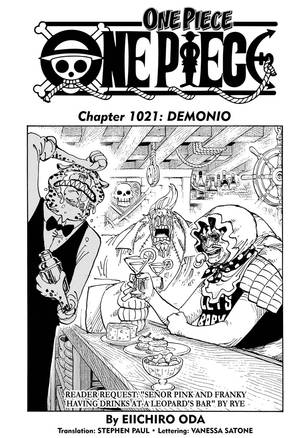 ONE PIECE
ONE PIECE
Chapter 1021: DEMONIO
READER REQUEST: "SENOR PINK AND FRANKY
HAVING DRINKS AT A LEOPARD'S BAR" BY RYE
By EIICHIRO ODA
Translation: STEPHEN PAUL • Lettering: VANESSA SATONE